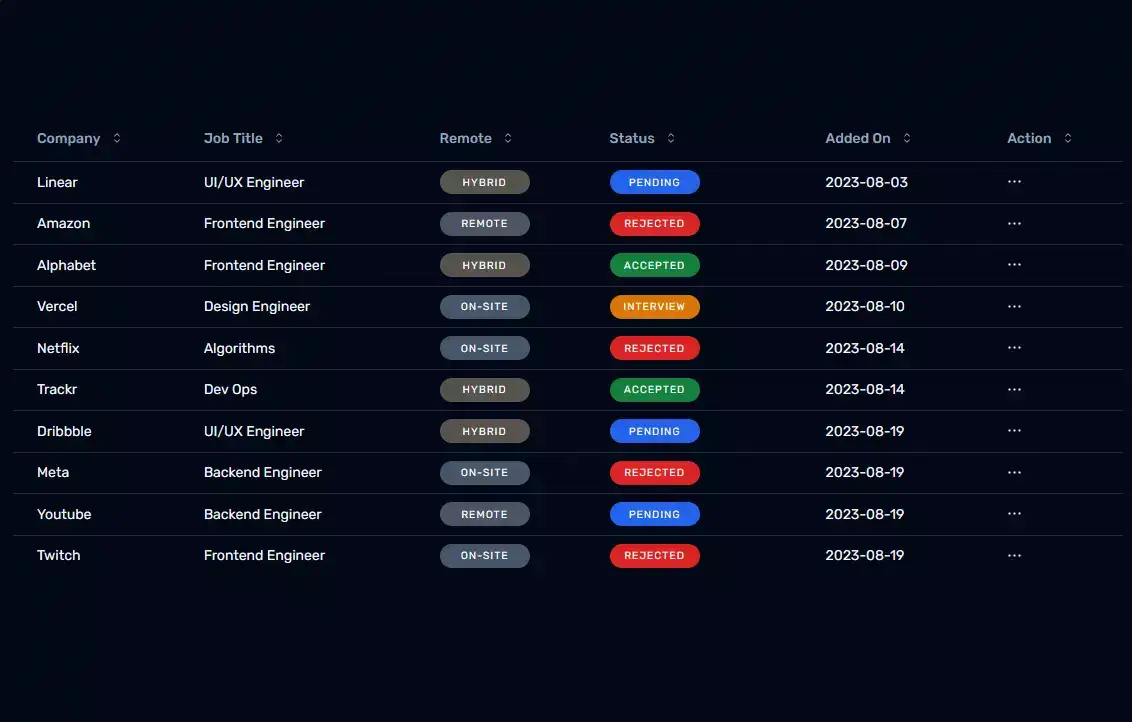 Company Job Title Remote Status Added On Action
Linear UI/UX Engineer HYBRID PENDING 2023-08-03 ...
Amazon Frontend Engineer REMOTE REJECTED 2023-08-07 ...
Alphabet Frontend Engineer HYBRID ACCEPTED 2023-08-09 ...
Vercel Design Engineer ON-SITE INTERVIEW 2023-08-10 ...
Netflix Algorithms ON-SITE REJECTED 2023-08-14 ...
Trackr Dev Ops HYBRID ACCEPTED 2023-08-14 ...
Dribbble UI/UX Engineer HYBRID PENDING 2023-08-19 ...
Meta Backend Engineer ON-SITE REJECTED 2023-08-19 ...
Youtube Backend Engineer REMOTE PENDING 2023-08-19 ...
Twitch Frontend Engineer ON-SITE REJECTED 2023-08-19 ...